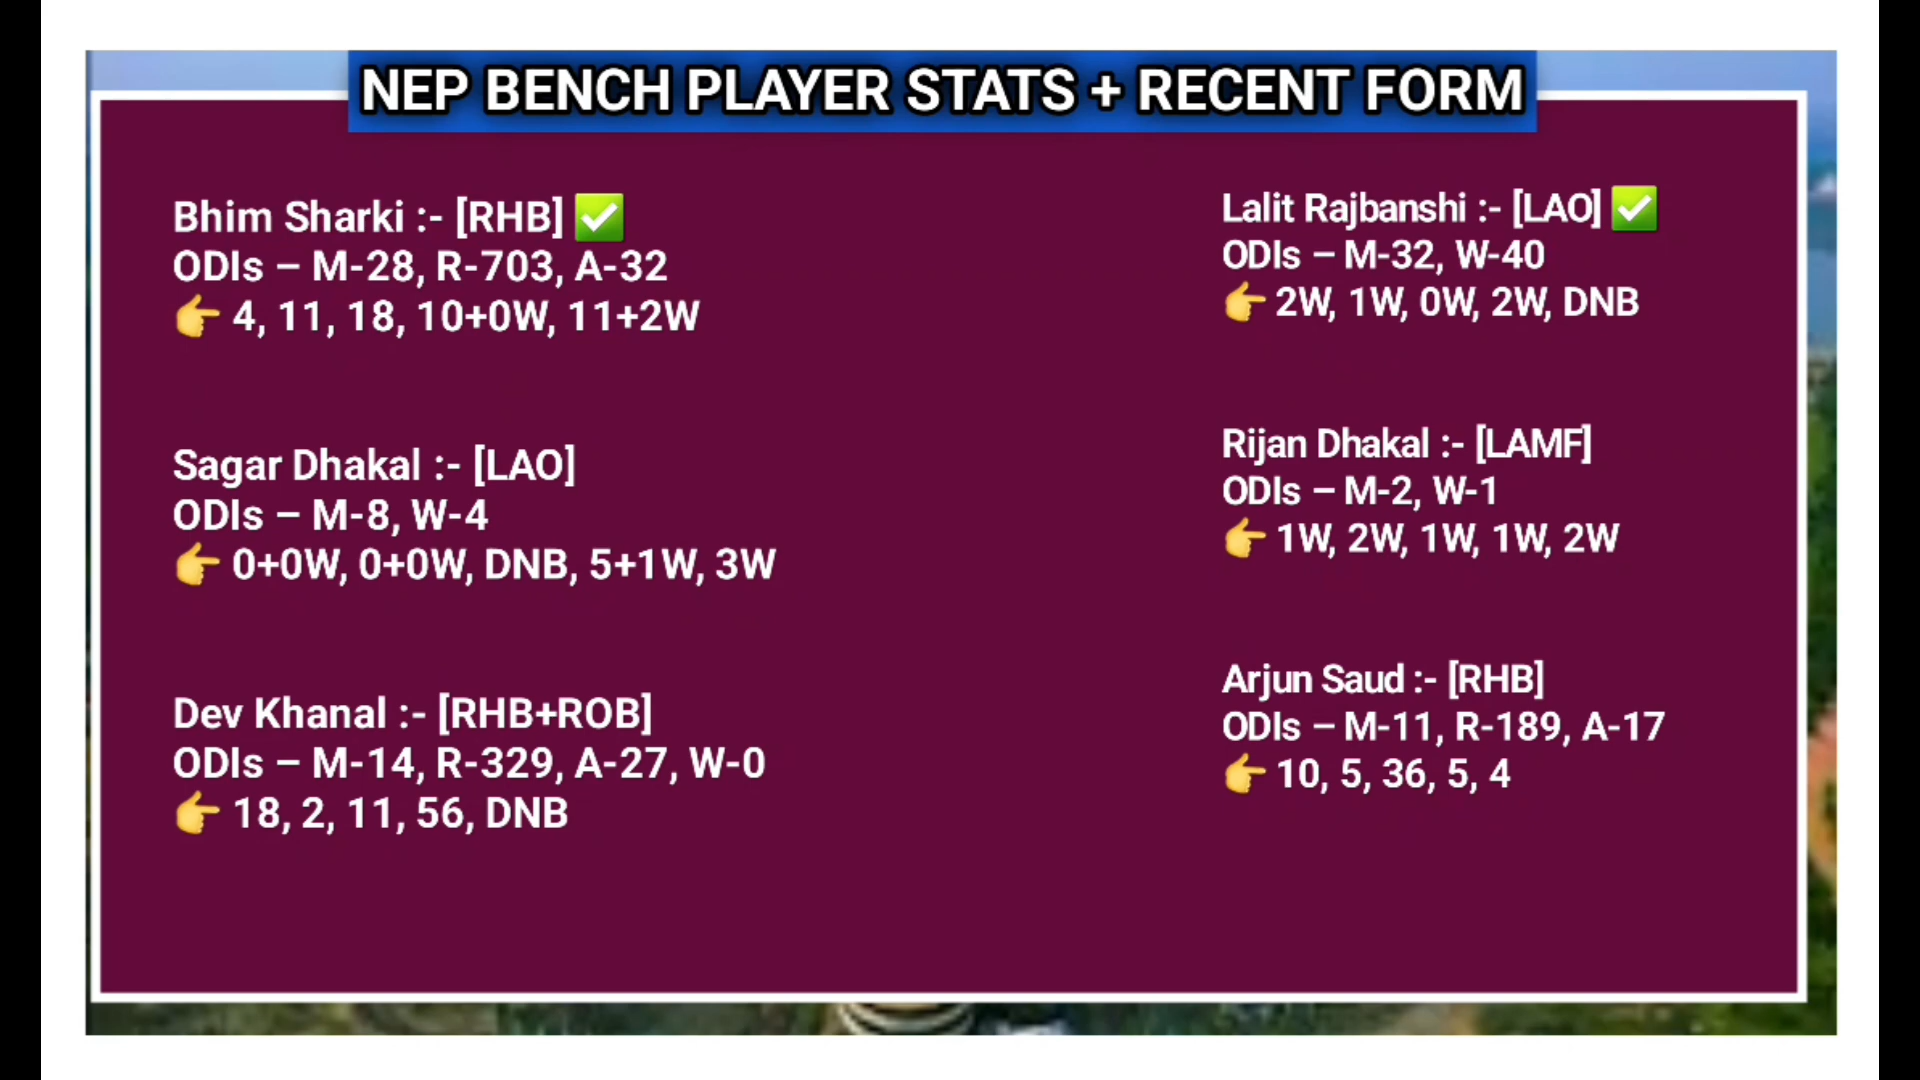 NEP BENCH PLAYER STATS + RECENT FORM
Bhim Sharki :- [RHB] ✅
ODIs – M-28, R-703, A-32
👉 4, 11, 18, 10+0W, 11+2W
Sagar Dhakal :- [LAO]
ODIs – M-8, W-4
👉 0+0W, 0+0W, DNB, 5+1W, 3W
Dev Khanal :- [RHB+ROB]
ODIs – M-14, R-329, A-27, W-0
👉 18, 2, 11, 56, DNB
Lalit Rajbanshi :- [LAO] ✅
ODIs – M-32, W-40
👉 2W, 1W, 0W, 2W, DNB
Rijan Dhakal :- [LAMF]
ODIs – M-2, W-1
👉 1W, 2W, 1W, 1W, 2W
Arjun Saud :- [RHB]
ODIs – M-11, R-189, A-17
👉 10, 5, 36, 5, 4